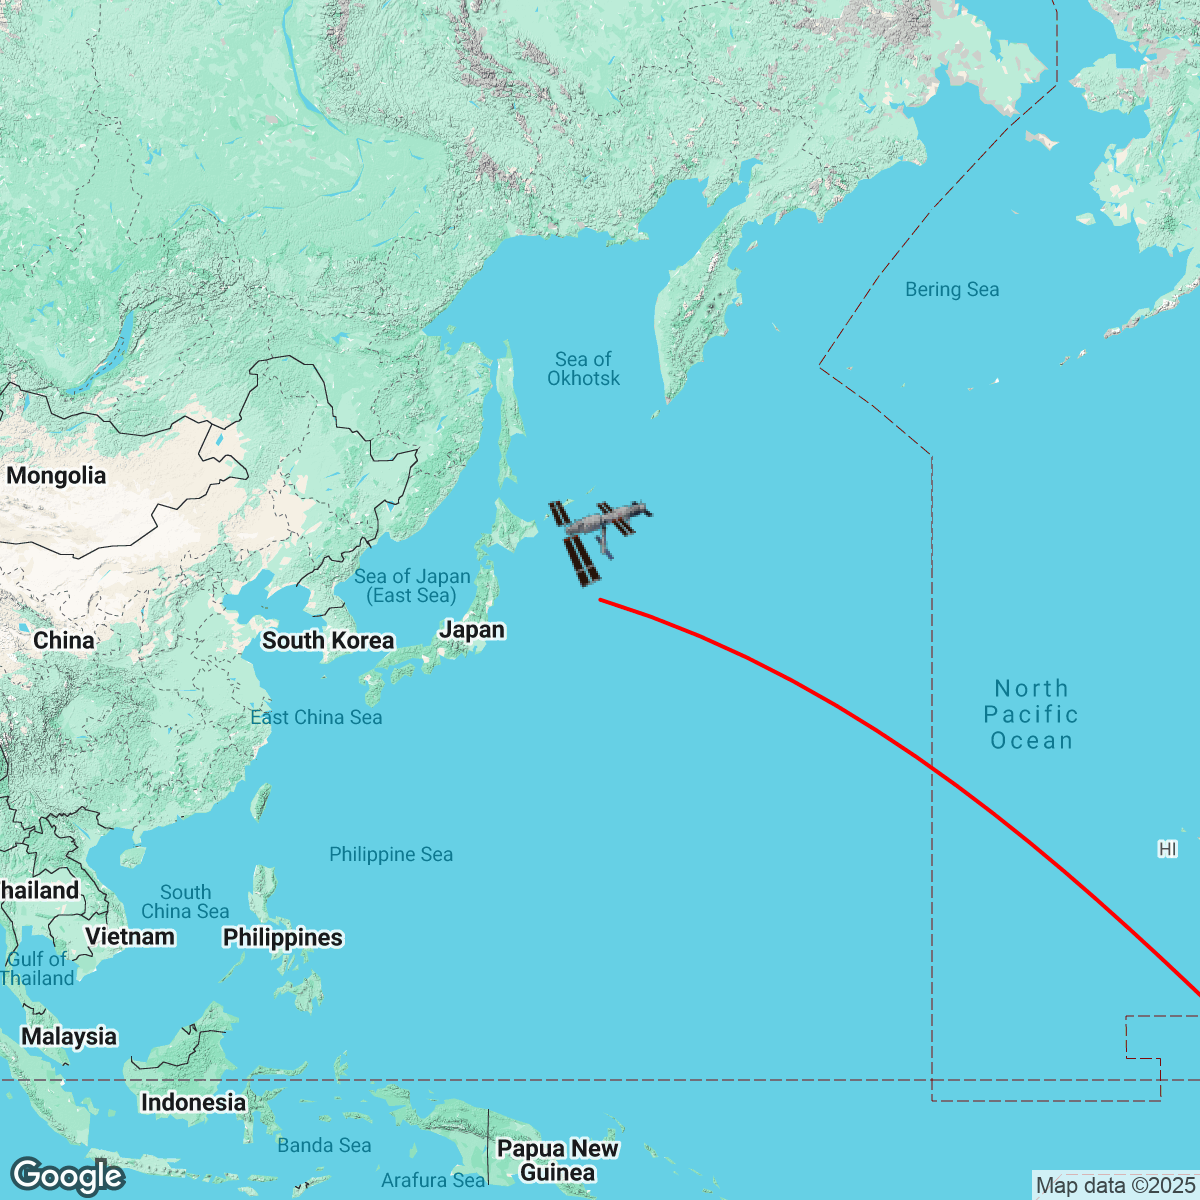 Bering Sea
Sea of
Okhotsk
Mongolia
Sea of Japan
(East Sea)
Japan
China
South Korea
North
Pacific
Ocean
East China Sea
Philippine Sea
HI
hailand
South
China Sea
Vietnam
Philippines
Gulf of
Thailand
Malaysia
Indonesia
Banda Sea
Papua New
Guinea
Arafura Sea
Google
Map data ©2025